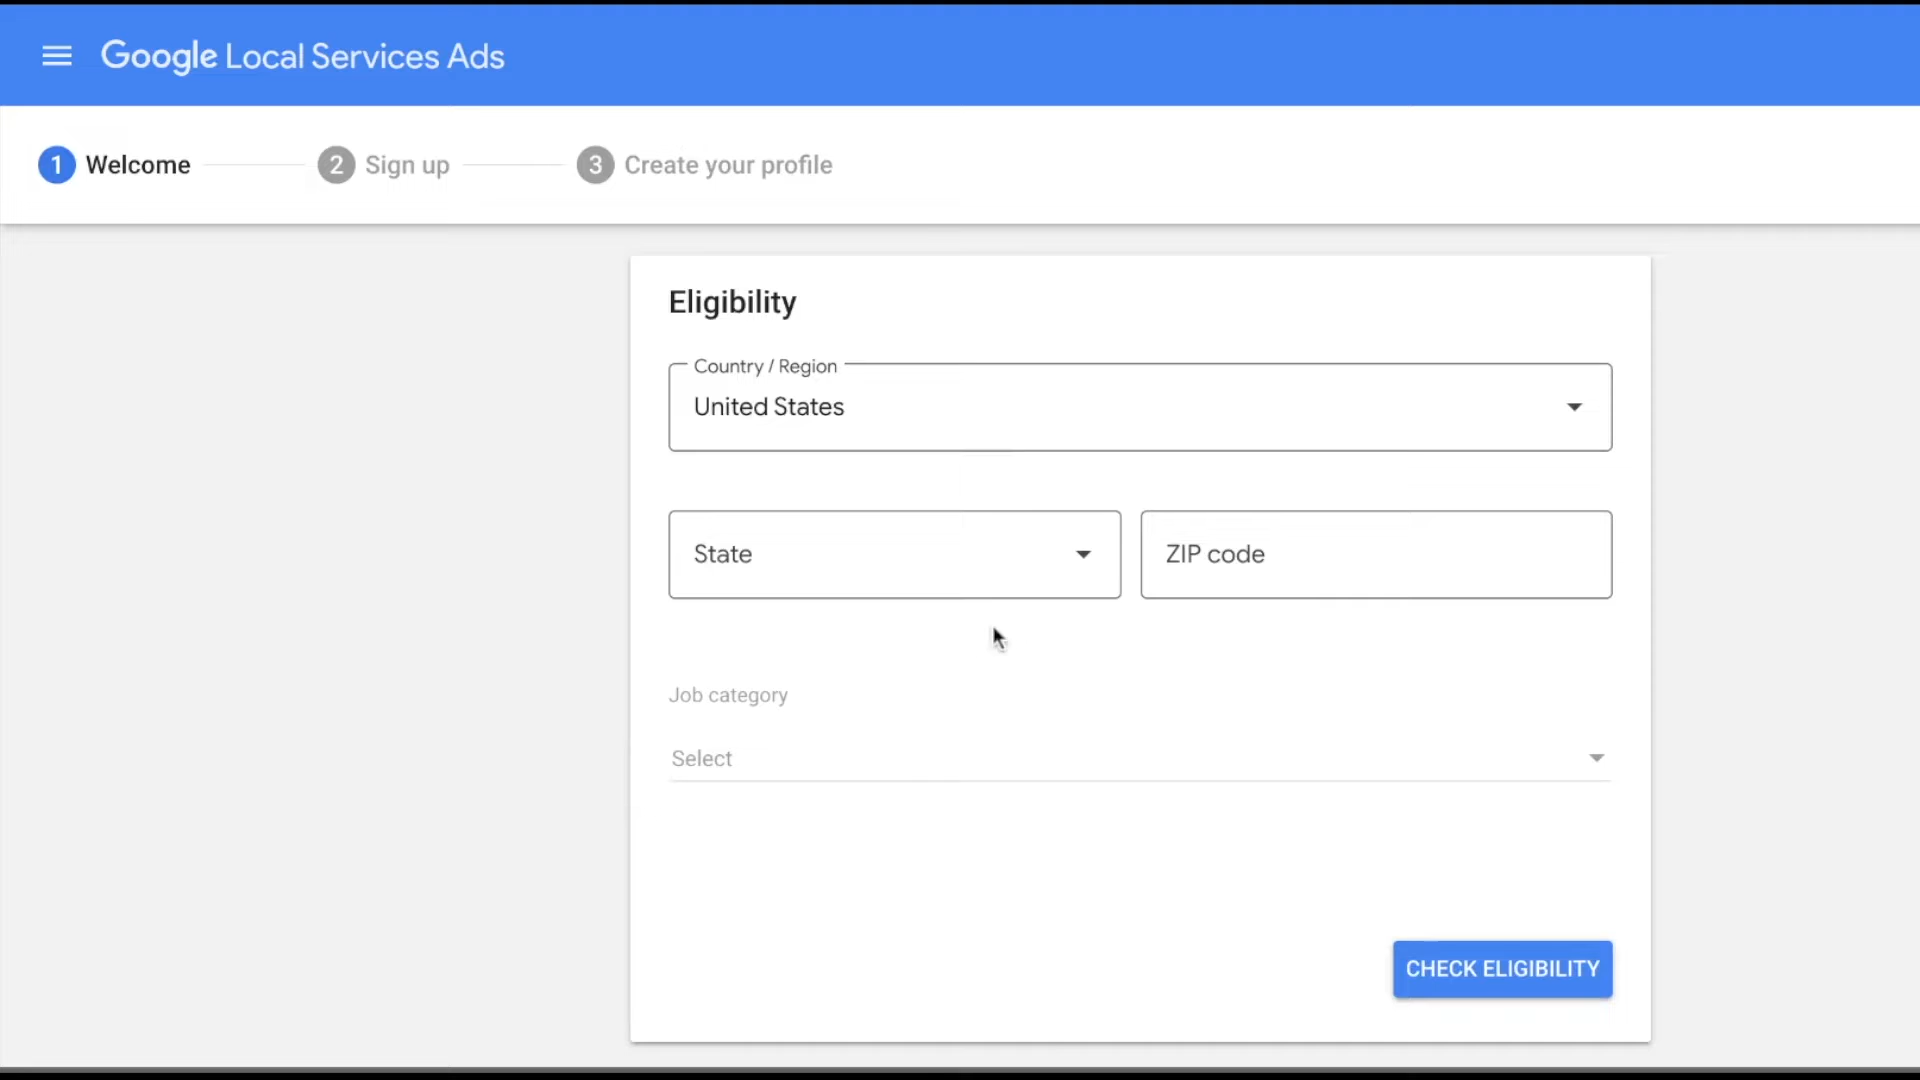 Google Local Services Ads
1 Welcome 2 Sign up 3 Create your profile
Eligibility
Country / Region
United States
State ZIP code
Job category
Select
CHECK ELIGIBILITY